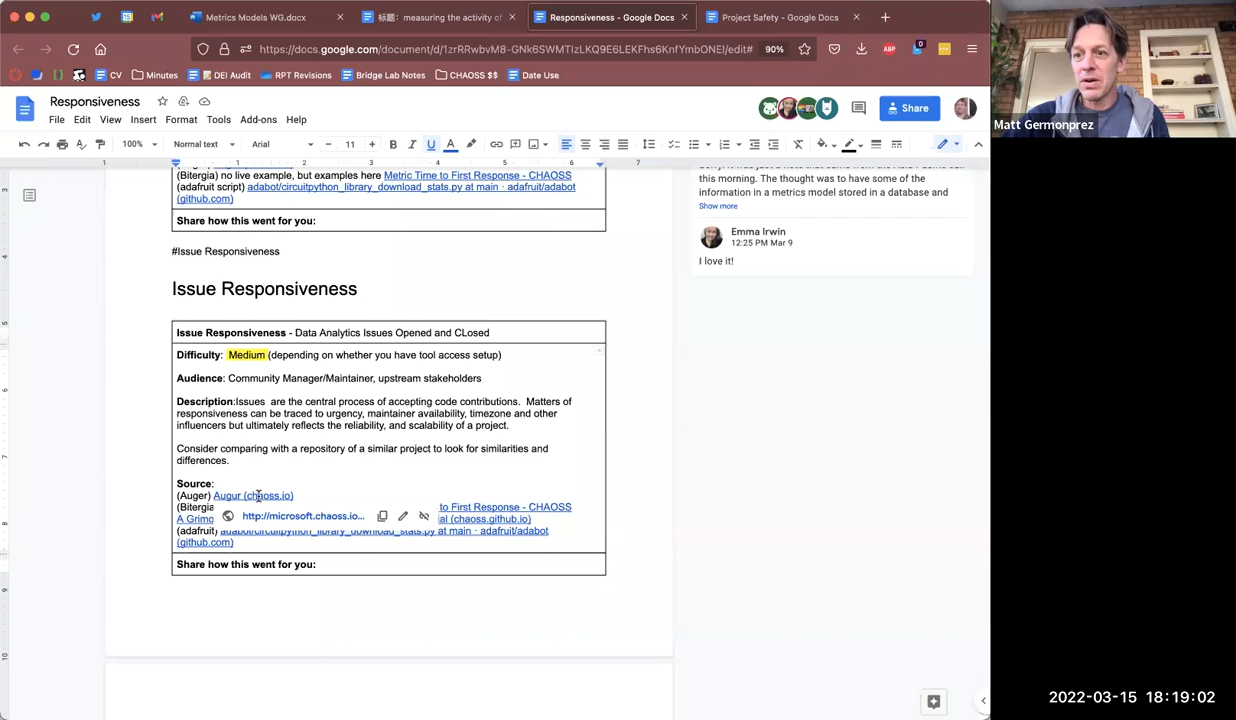 Metrics Models WG.docx
标题: measuring the activity of
Responsiveness - Google Docs
Project Safety - Google Docs
https://docs.google.com/document/d/1zrRRwbvM8-GNk6SWMTIzLKQ9E6LEKFhs6KnfYmbONEI/edit#
90%
CV
Minutes
DEI Audit
RPT Revisions
Bridge Lab Notes
CHAOSS $$
Date Use
Matt Germonprez
Responsiveness
File Edit View Insert Format Tools Add-ons Help
Share
100% Normal text Arial 11
(Bitergia) no live example, but examples here Metric Time to First Response - CHAOSS
(adafruit script) adabot/circuitpython_library_download_stats.py at main · adafruit/adabot
(github.com)
Share how this went for you:
#Issue Responsiveness
Issue Responsiveness
Issue Responsiveness - Data Analytics Issues Opened and CLosed
Difficulty: Medium (depending on whether you have tool access setup)
Audience: Community Manager/Maintainer, upstream stakeholders
Description:Issues are the central process of accepting code contributions. Matters of
responsiveness can be traced to urgency, maintainer availability, timezone and other
influencers but ultimately reflects the reliability, and scalability of a project.
Consider comparing with a repository of a similar project to look for similarities and
differences.
Source:
(Auger) Augur (chaoss.io)
(Bitergia to First Response - CHAOSS
http://microsoft.chaoss.io...
A Grimo al (chaoss.github.io)
(adafruit) adabot/circuitpython_library_download_stats.py at main · adafruit/adabot
(github.com)
Share how this went for you:
this morning. The thought was to have some of the
information in a metrics model stored in a database and
Show more
Emma Irwin
12:25 PM Mar 9
I love it!
2022-03-15 18:19:02